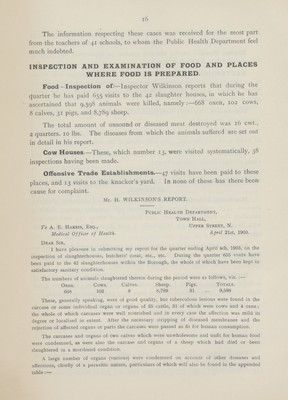 16
The information respecting these cases was received for the most part
from the teachers of 41 schools, to whom the Public Health Department feel
much indebted.
INSPECTION AND EXAMINATION OF FOOD AND PLACES
WHERE FOOD IS PREPARED.
Food—Inspection of:—Inspector Wilkinson reports that during the
quarter he has paid 655 visits to the 42 slaughter houses, in which he has
ascertained that 9,598 animals were killed, namely :—668 oxen, 102 cows,
8 calves, 31 pigs, and 8,789 sheep.
The total amount of unsound or diseased meat destroyed was 16 cwt.,
2 quarters, 10 lbs. The diseases from which the animals suffered are set out
in detail in his report.
Cow Houses—These, which number 13, were visited systematically, 38
inspections having been made.
Offensive Trade Establishments.—47 visits have been paid to these
places, and 13 visits to the knacker's yard. In none of these has there been
cause for complaint.
Mr. H. WILKINSON'S REPORT.
Public Health Department,
Town Hall,
To A. E. Harris, Esq., Upper Street, N.
Medical Officer of Health. April 21st, 1909.
Dear Sir,
I have pleasure in submitting my report for the quarter ending April 4th, 1909, on the
inspection of slaughterhouses, butchers' meat, etc., etc. During the quarter 655 visits have
been paid to the 42 slaughterhouses within the Borough, the whole of which have been kept in
satisfactory sanitary condition.
The numbers of animals slaughtered therein during the period were as follows, viz. :—
Oxen. Cows. Calves. Sheep. Pigs. Totals.
668 102 8 8,789 31 ... 9,598
These, generally speaking, were of good quality, but tuberculous lesions were found in the
carcase or some individual organ or organs of 35 cattle, 31 of which were cows and 4 oxen;
the whole of which carcases were well nourished and in every case the affection was mild in
degree or localised in extent. After the necessary stripping of diseased membranes and the
rejection of affected organs or parts the carcases were passed as fit for human consumption.
The carcases and organs of two calves which were unwholesome and unfit for human food
were condemned, as were also the carcase and organs of a sheep which had died or been
slaughtered in a moribund condition.
A large number of organs (various) were condemned on account of other diseases and
affections, chiefly of a parasitic nature, particulars of which will also be found in the appended
table :—